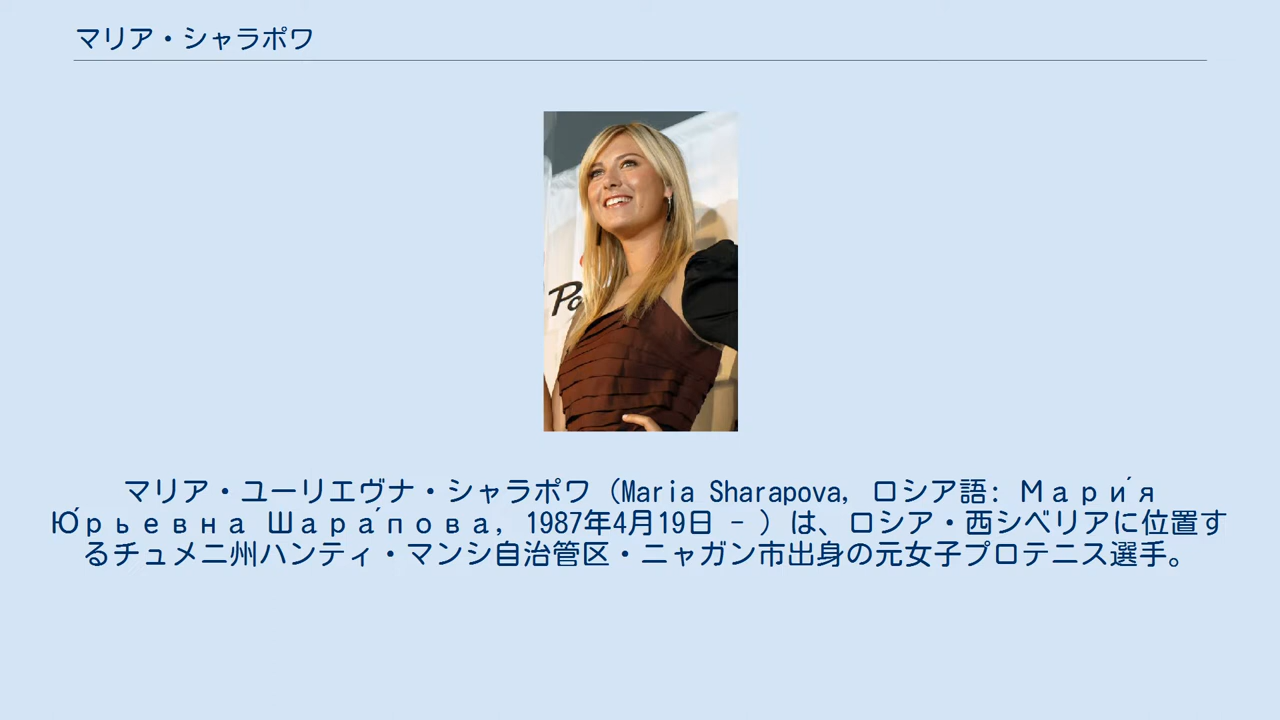 マリア・シャラポワ
Po
マリア・ユーリエヴナ・シャラポワ（Maria Sharapova, ロシア語: Мари́я
Ю́рьевна Шара́пова, 1987年4月19日 - ）は、ロシア・西シベリアに位置す
るチュメニ州ハンティ・マンシ自治管区・ニャガン市出身の元女子プロテニス選手。